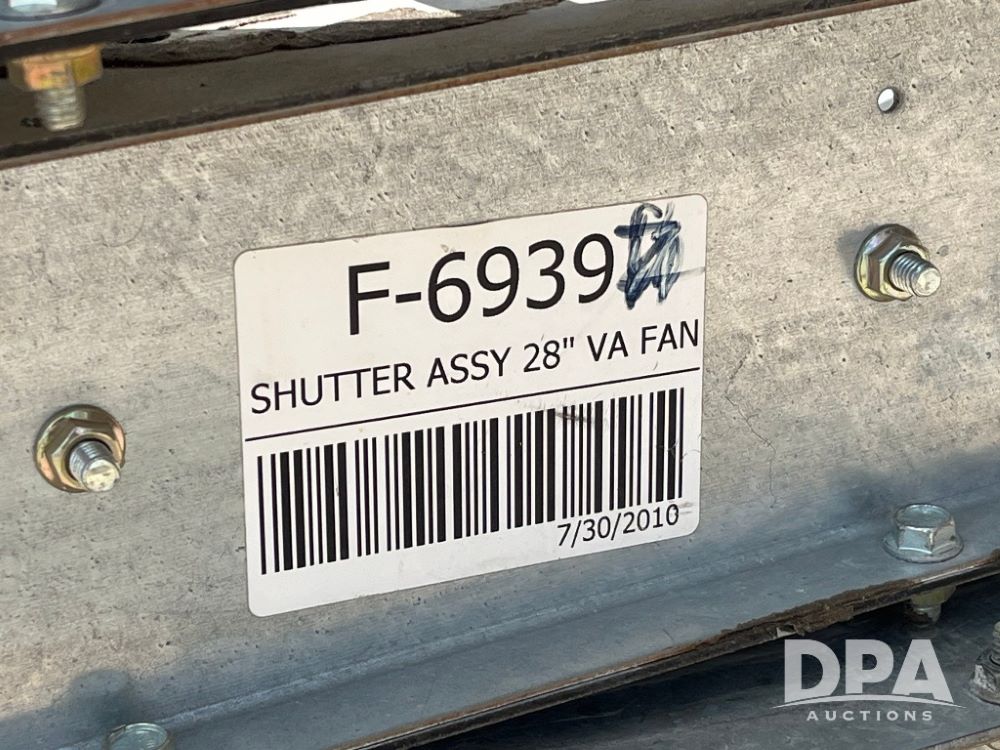 F-6939
SHUTTER ASSY 28" VA FAN
7/30/2010
DPA
AUCTIONS